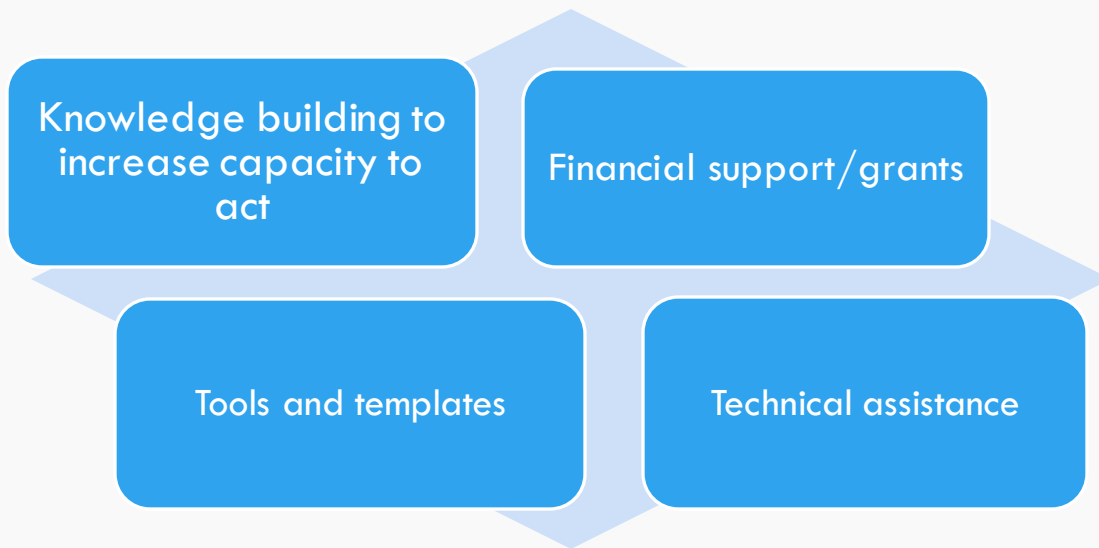 Knowledge building to
increase capacity to
act
Financial support/grants
Tools and templates
Technical assistance